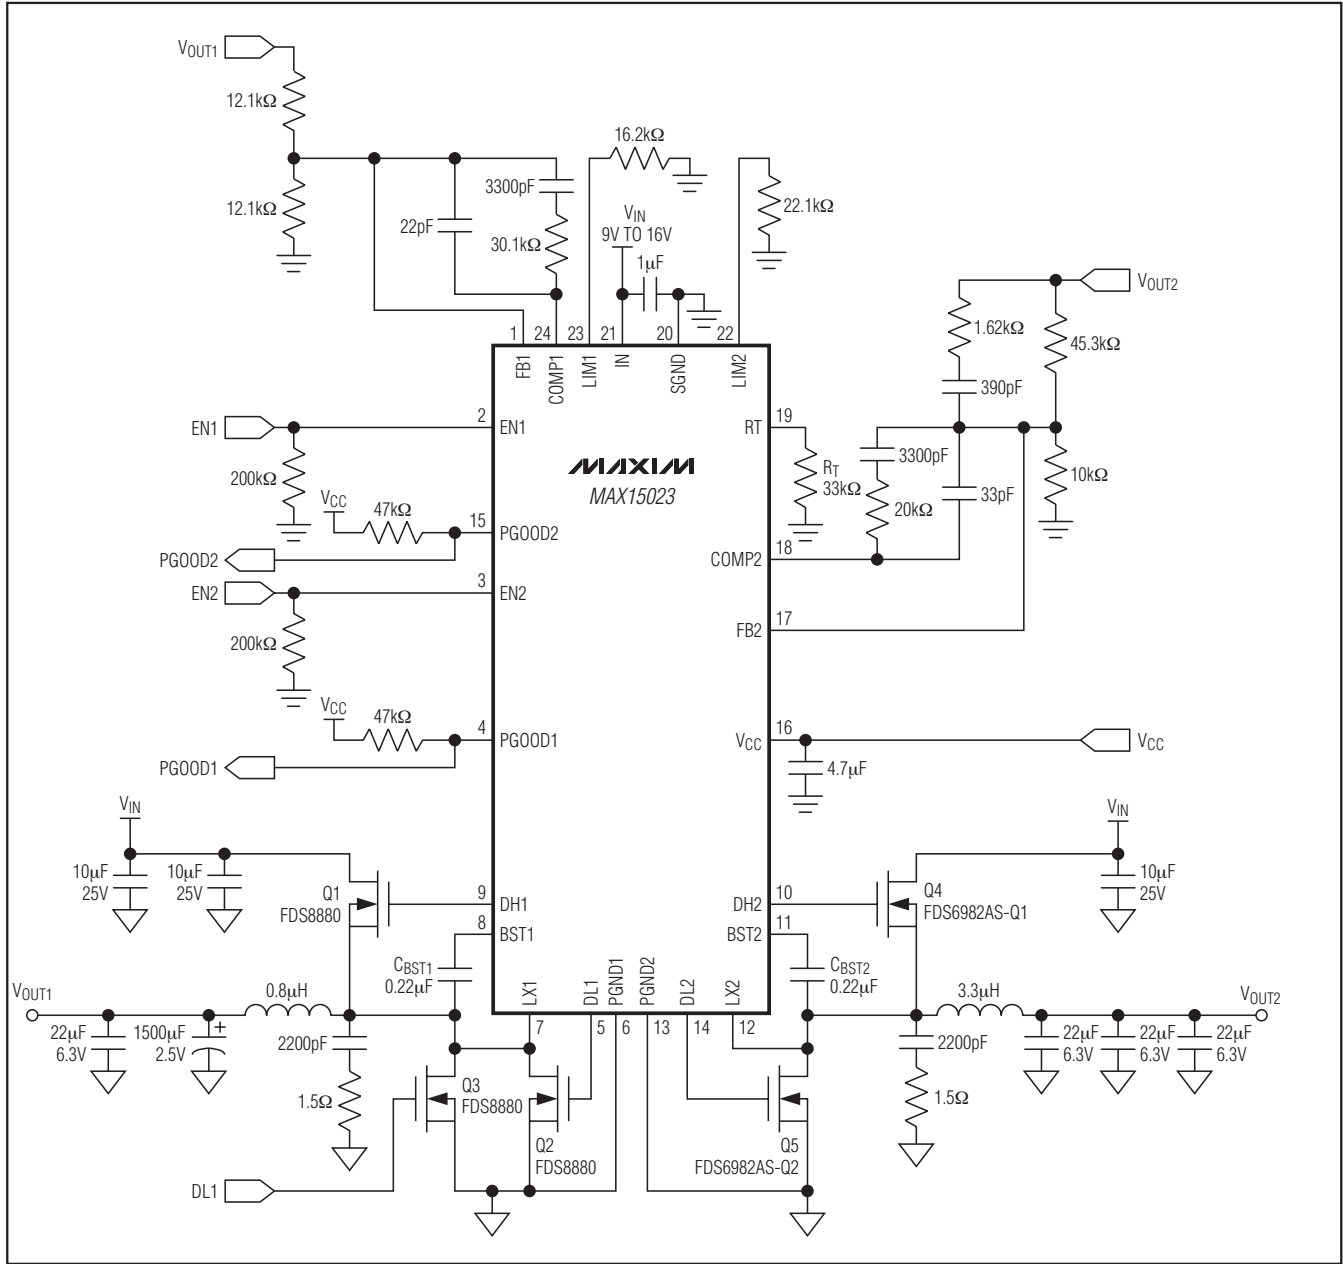 VOUT1
12.1kΩ
12.1kΩ
22pF
3300pF
30.1kΩ
16.2kΩ
VIN
9V TO 16V
1µF
22.1kΩ
VOUT2
1.62kΩ
45.3kΩ
390pF
1
24
23
21
20
22
FB1
COMP1
LIM1
IN
SGND
LIM2
EN1
2
EN1
200kΩ
RT
19
RT
33kΩ
3300pF
20kΩ
33pF
10kΩ
MAXIM
MAX15023
VCC
47kΩ
15
PGOOD2
PGOOD2
COMP2
18
EN2
3
EN2
200kΩ
FB2
17
VCC
47kΩ
4
PGOOD1
PGOOD1
VCC
16
VCC
4.7µF
VIN
10µF
25V
10µF
25V
Q1
FDS8880
9
DH1
8
BST1
CBST1
0.22µF
DH2
10
BST2
11
CBST2
0.22µF
Q4
FDS6982AS-Q1
VIN
10µF
25V
LX1
DL1
PGND1
PGND2
DL2
LX2
7
5
6
13
14
12
VOUT1
0.8µH
22µF
6.3V
1500µF
+
2.5V
2200pF
1.5Ω
Q3
FDS8880
Q2
FDS8880
DL1
Q5
FDS6982AS-Q2
3.3µH
2200pF
1.5Ω
22µF
6.3V
22µF
6.3V
22µF
6.3V
VOUT2